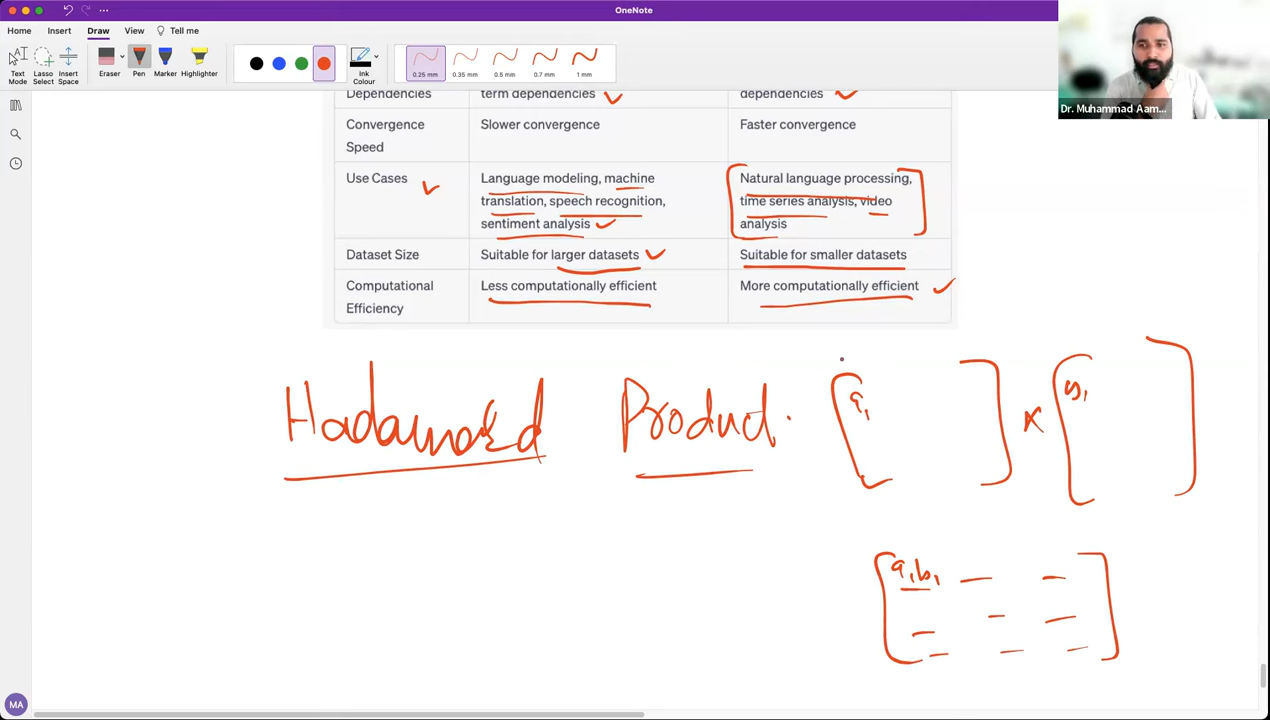 OneNote
Home Insert Draw View Tell me
Text Mode Lasso Select Insert Space Eraser Pen Marker Highlighter Ink Colour 0.25 mm 0.35 mm 0.5 mm 0.7 mm 1 mm
Dr. Muhammad Aam...
Dependencies term dependencies dependencies
Convergence Speed Slower convergence Faster convergence
Use Cases Language modeling, machine Natural language processing,
translation, speech recognition, time series analysis, video
sentiment analysis analysis
Dataset Size Suitable for larger datasets Suitable for smaller datasets
Computational Less computationally efficient More computationally efficient
Efficiency
Hadamard Product. [a1 ] × [b1 ]
[a1b1 — —
— — —
— — — ]
MA